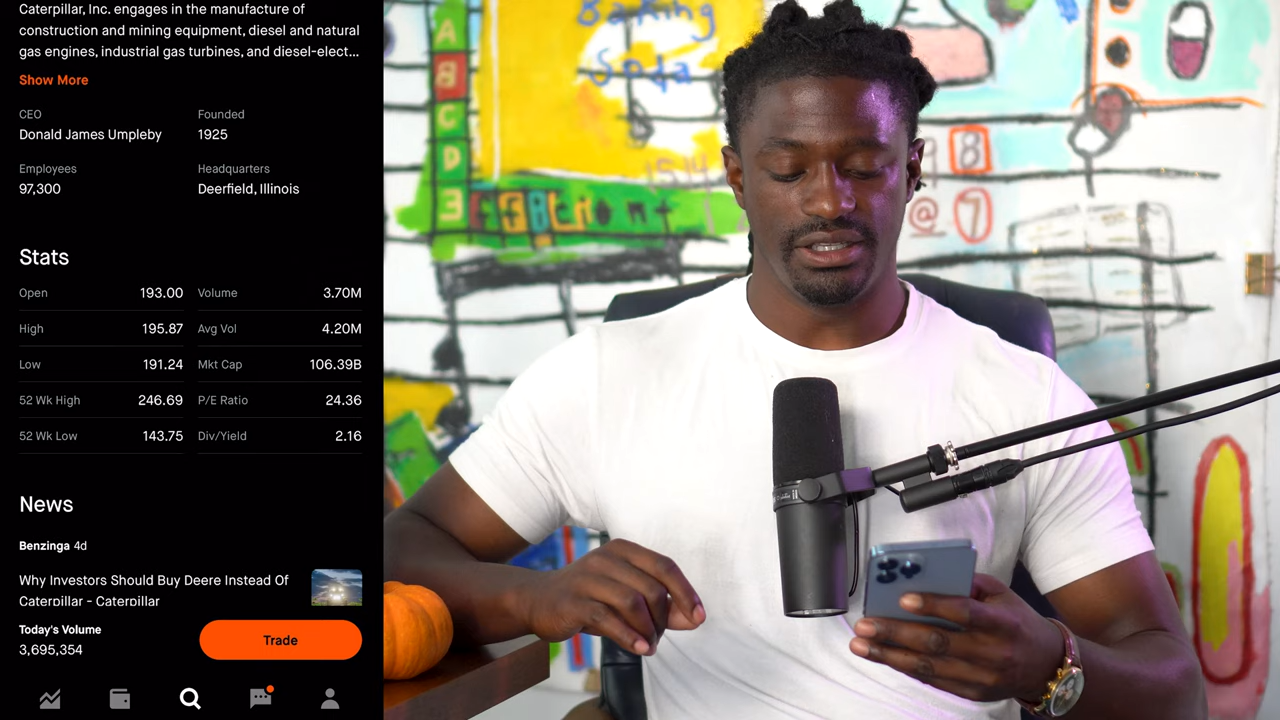 Caterpillar, Inc. engages in the manufacture of
construction and mining equipment, diesel and natural
gas engines, industrial gas turbines, and diesel-elect...
Show More
CEO
Founded
Donald James Umpleby
1925
Employees
Headquarters
97,300
Deerfield, Illinois
Stats
Open 193.00 Volume 3.70M
High 195.87 Avg Vol 4.20M
Low 191.24 Mkt Cap 106.39B
52 Wk High 246.69 P/E Ratio 24.36
52 Wk Low 143.75 Div/Yield 2.16
News
Benzinga 4d
Why Investors Should Buy Deere Instead Of
Caterpillar - Caterpillar
Today's Volume
3,695,354
Trade
Baking
Soda
A
B
C
D
E
15 14
9 8
@ 7